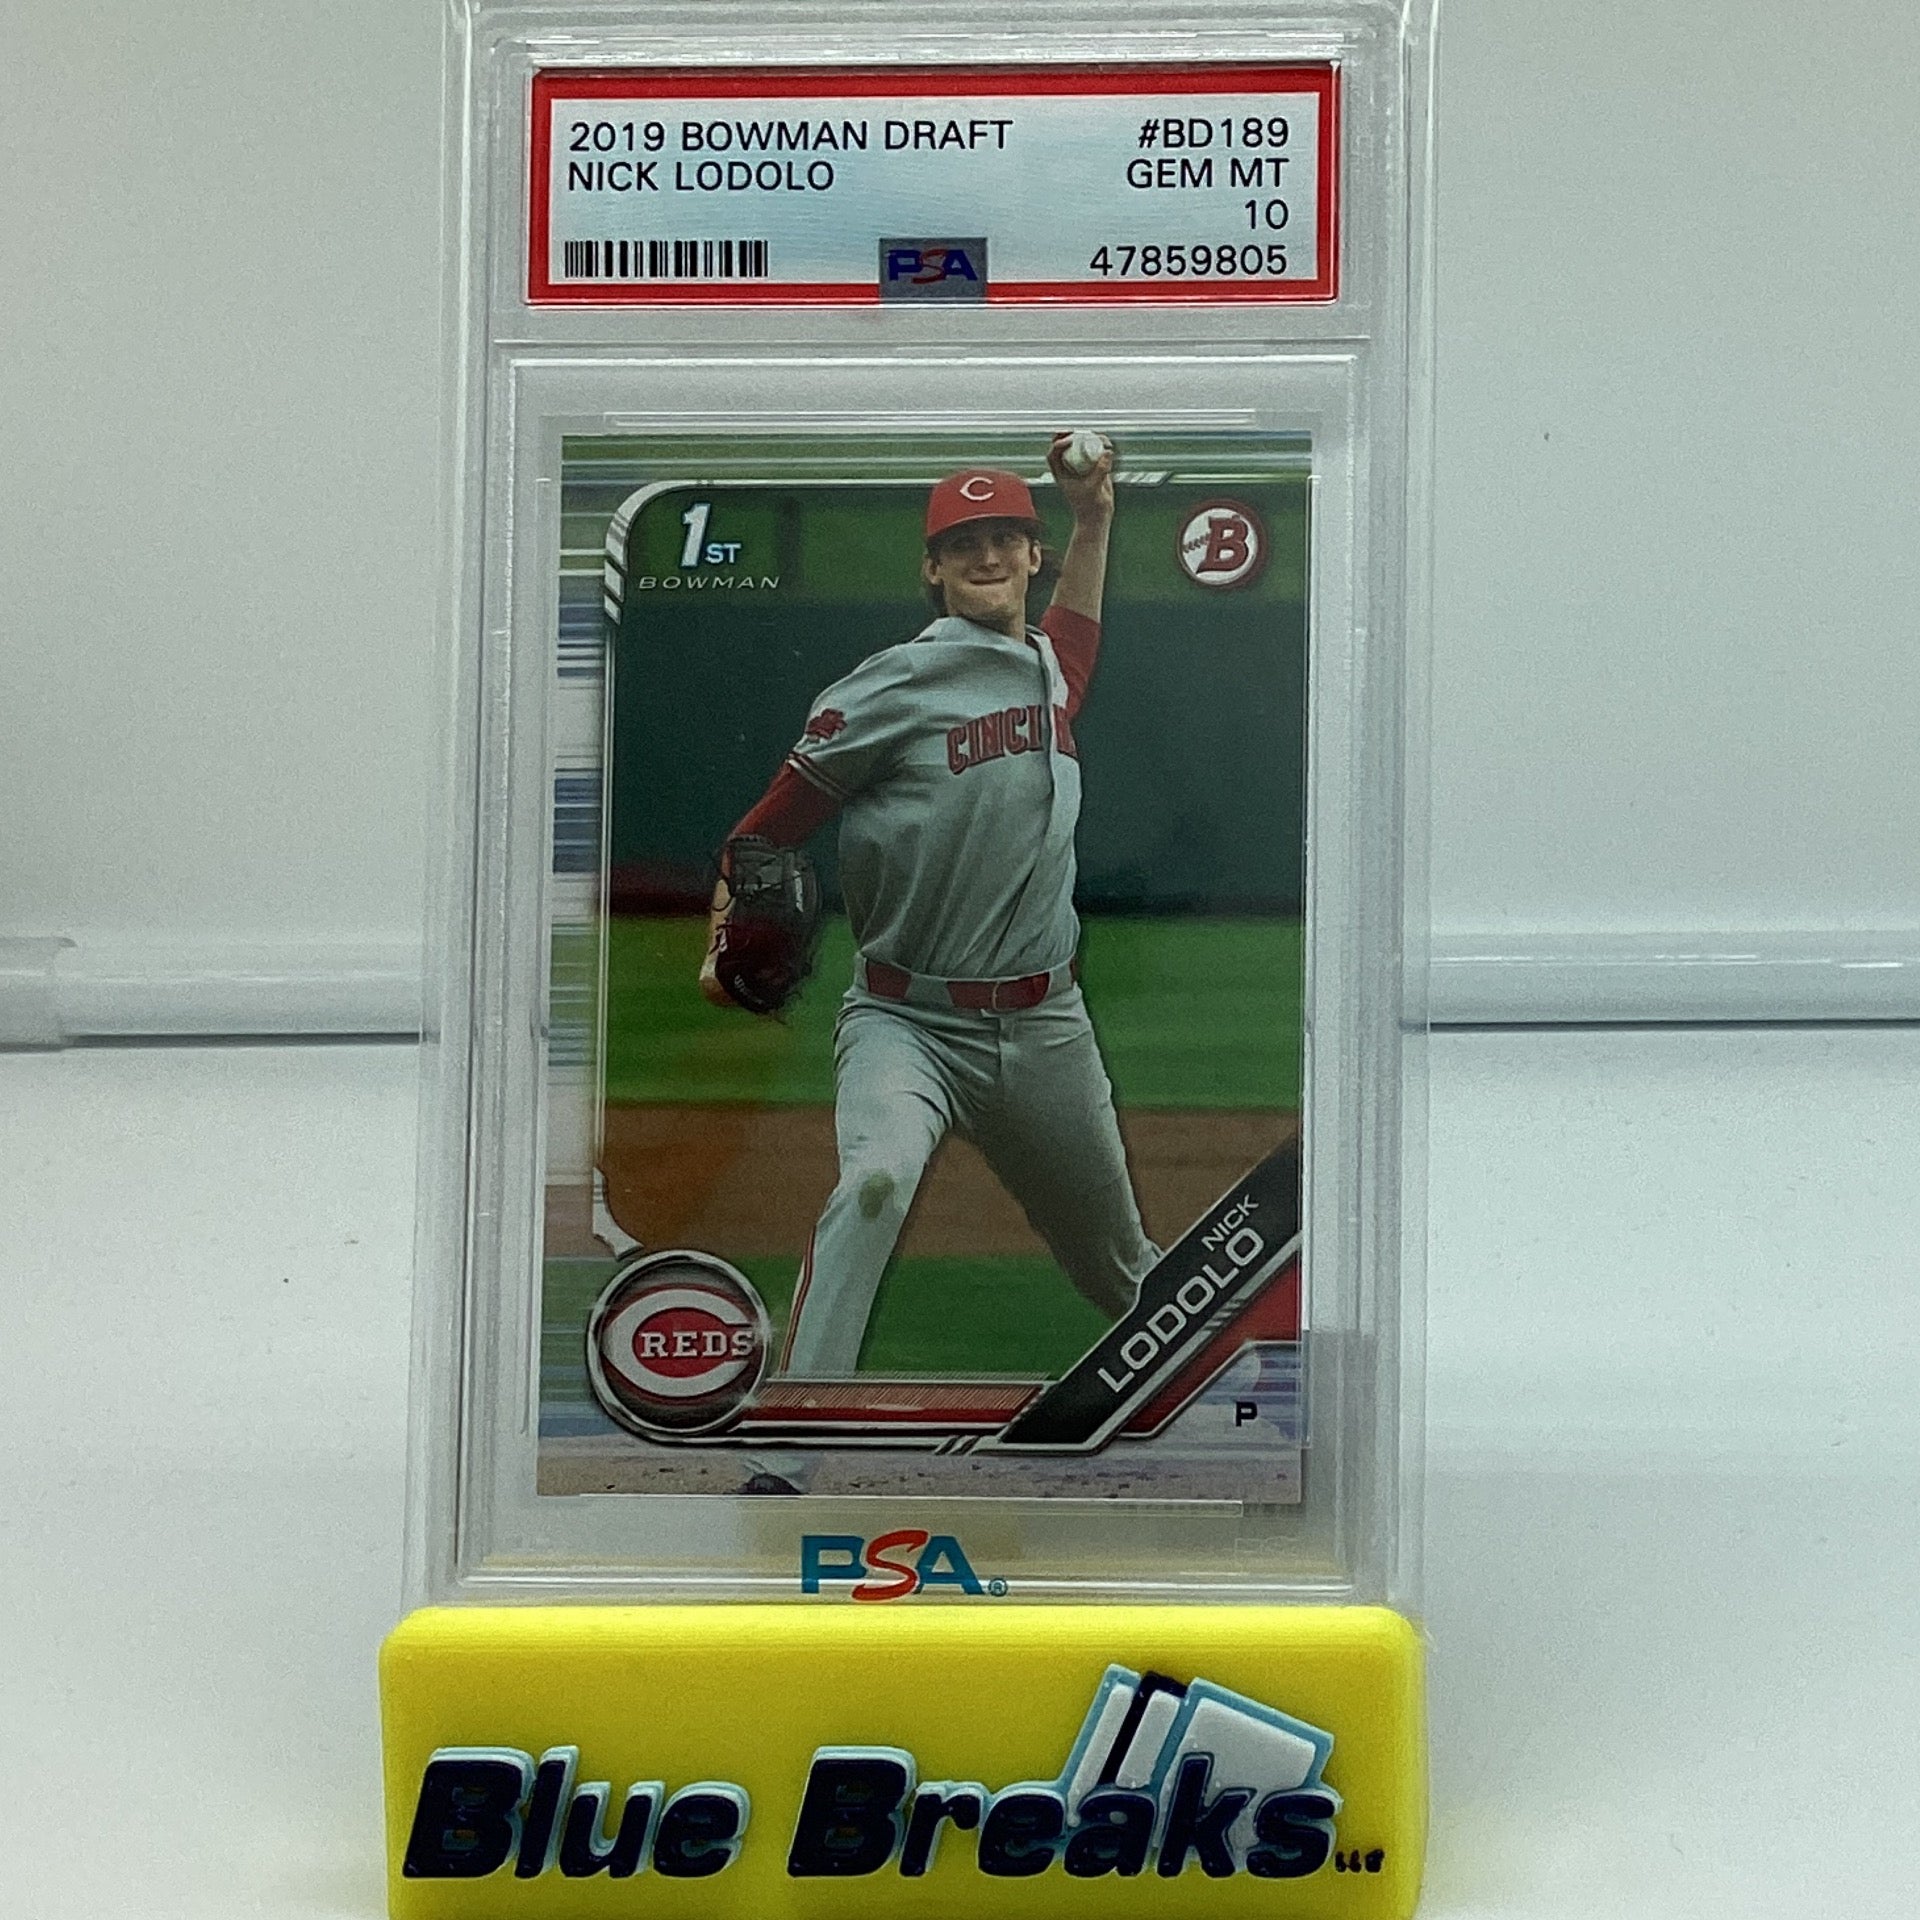 2019 BOWMAN DRAFT #BD189
NICK LODOLO GEM MT
10
PSA 47859805
C
1ST
BOWMAN
B
CINCI
NICK
LODOLO
REDS
P
PSA®
Blue Breaks LLC